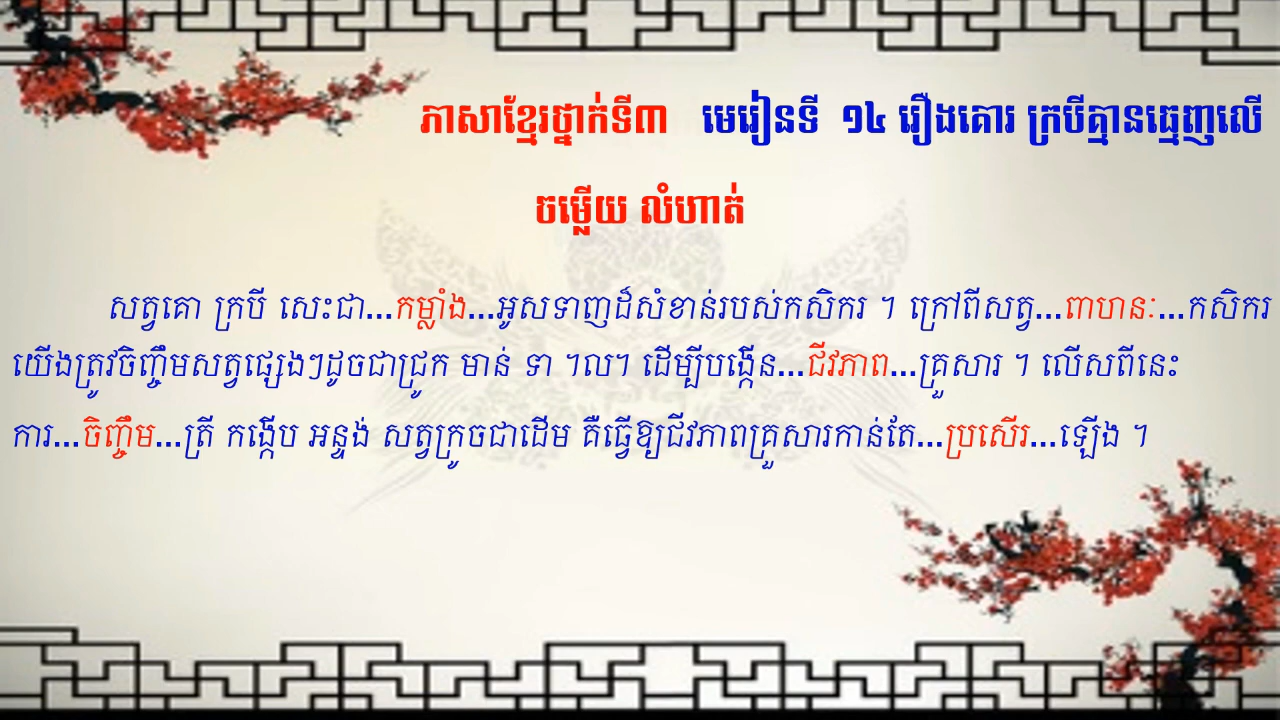 ភាសាខ្មែរថ្នាក់ទី៣ មេរៀនទី ១៤ រឿងគោរ ក្របីគ្មានធ្មេញលើ
ចម្លើយ លំហាត់
សត្វគោ ក្របី សេះជា...កម្លាំង...អូសទាញដ៏សំខាន់របស់កសិករ ។ ក្រៅពីសត្វ...ពាហនៈ...កសិករ
យើងត្រូវចិញ្ចឹមសត្វផ្សេងៗដូចជាជ្រូក មាន់ ទា ។ល។ ដើម្បីបង្កើន...ជីវភាព...គ្រួសារ ។ លើសពីនេះ
ការ...ចិញ្ចឹម...ត្រី កង្កើប អន្ទង់ សត្វក្រូចជាដើម គឺធ្វើឱ្យជីវភាពគ្រួសារកាន់តែ...ប្រសើរ...ឡើង ។